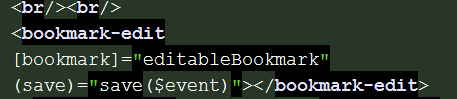 <br/><br/>
<bookmark-edit
[bookmark]="editableBookmark"
(save)="save($event)"></bookmark-edit>